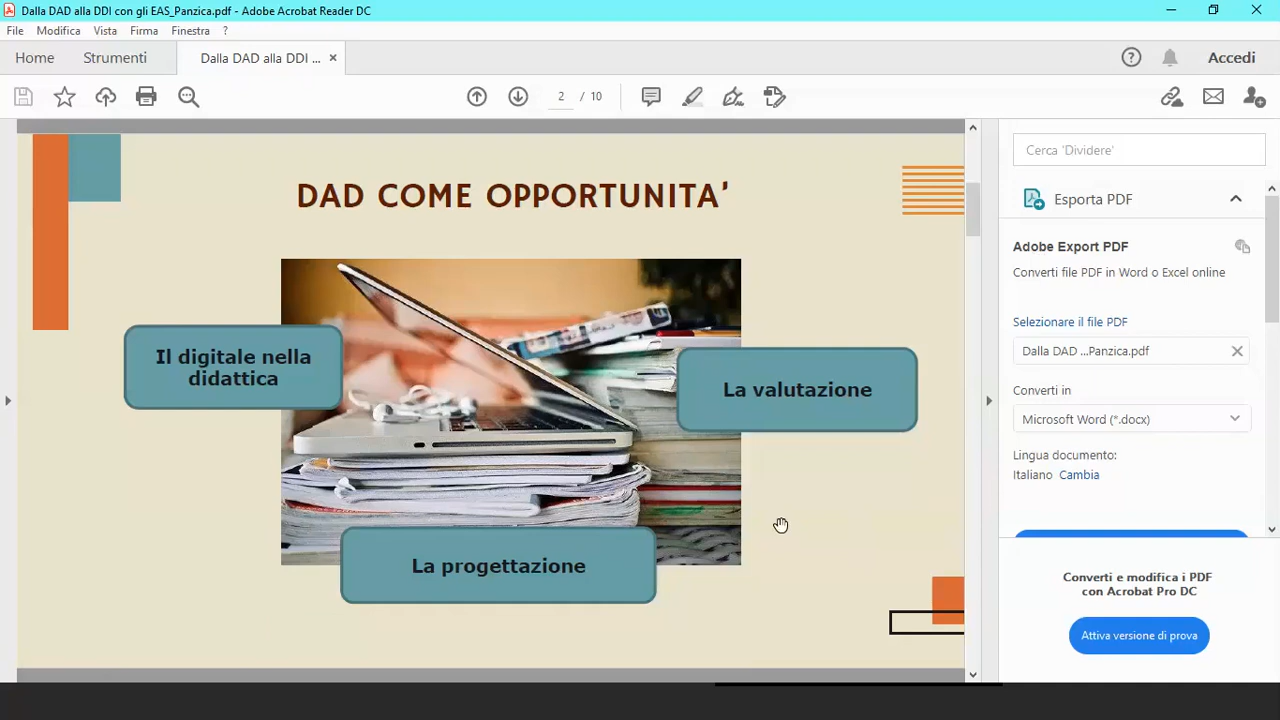 Dalla DAD alla DDI con gli EAS_Panzica.pdf - Adobe Acrobat Reader DC
File Modifica Vista Firma Finestra ?
Home Strumenti Dalla DAD alla DDI ... × Accedi
2 / 10
Cerca 'Dividere'
DAD COME OPPORTUNITA’
Esporta PDF
Adobe Export PDF
Converti file PDF in Word o Excel online
Selezionare il file PDF
Dalla DAD ...Panzica.pdf
Il digitale nella
didattica
La valutazione
Converti in
Microsoft Word (*.docx)
Lingua documento:
Italiano Cambia
La progettazione
Converti e modifica i PDF
con Acrobat Pro DC
Attiva versione di prova